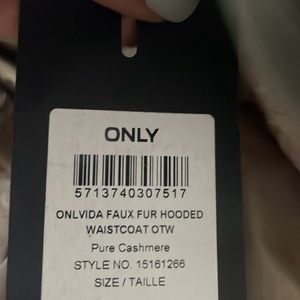 ONLY
5713740307517
ONLVIDA FAUX FUR HOODED
WAISTCOAT OTW
Pure Cashmere
STYLE NO. 15161266
SIZE / TAILLE